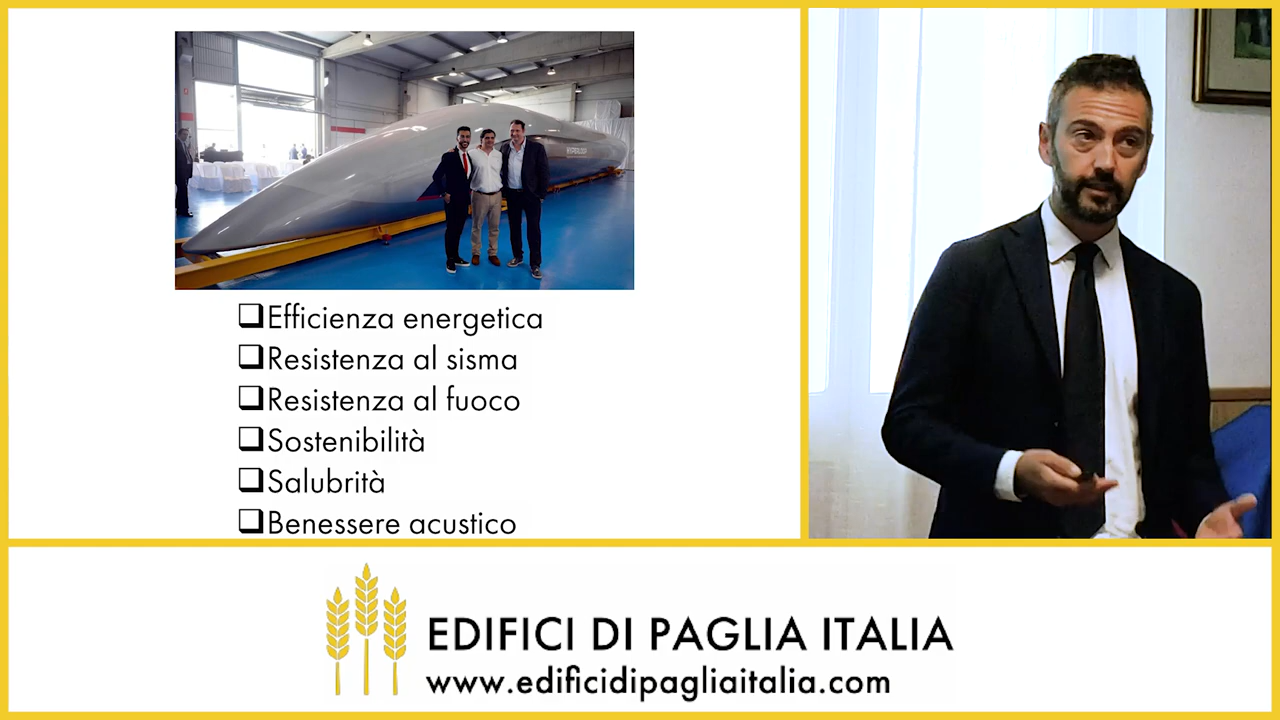 Efficienza energetica
Resistenza al sisma
Resistenza al fuoco
Sostenibilità
Salubrità
Benessere acustico
EDIFICI DI PAGLIA ITALIA
www.edificidipagliaitalia.com